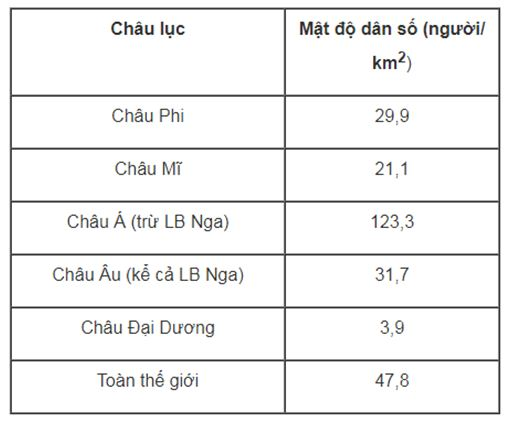 Châu lục Mật độ dân số (người/
km²)
Châu Phi 29,9
Châu Mĩ 21,1
Châu Á (trừ LB Nga) 123,3
Châu Âu (kể cả LB Nga) 31,7
Châu Đại Dương 3,9
Toàn thế giới 47,8